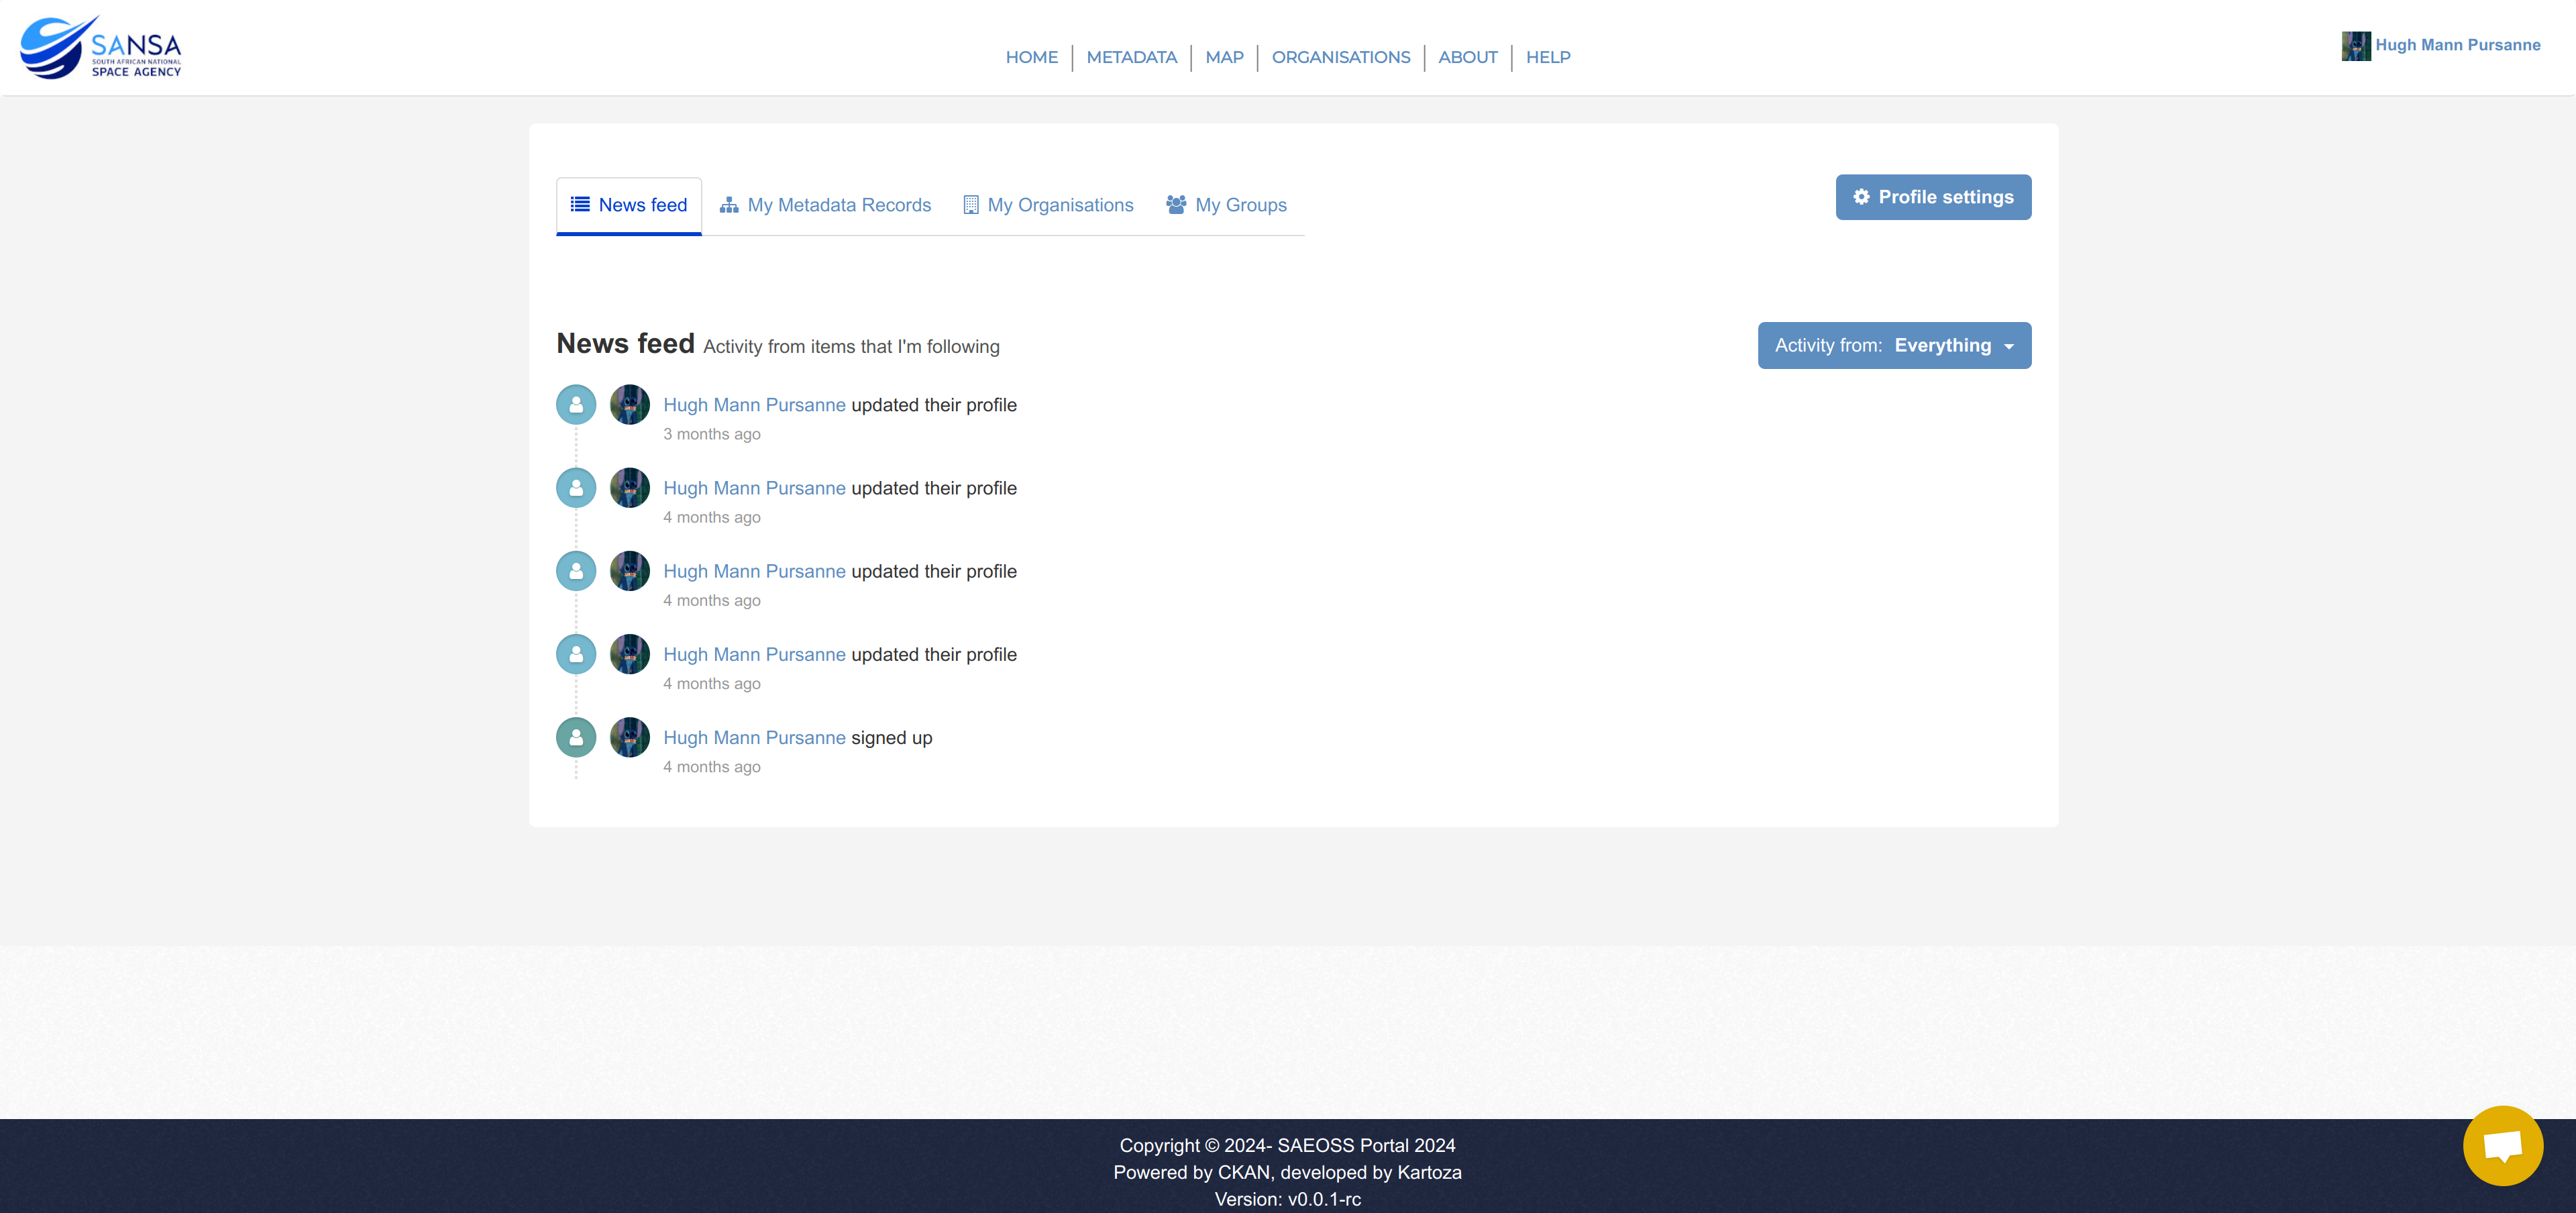 SANSA
SOUTH AFRICAN NATIONAL
SPACE AGENCY
HOME
METADATA
MAP
ORGANISATIONS
ABOUT
HELP
Hugh Mann Pursanne
News feed
My Metadata Records
My Organisations
My Groups
Profile settings
News feed Activity from items that I'm following
Activity from: Everything
Hugh Mann Pursanne updated their profile
3 months ago
Hugh Mann Pursanne updated their profile
4 months ago
Hugh Mann Pursanne updated their profile
4 months ago
Hugh Mann Pursanne updated their profile
4 months ago
Hugh Mann Pursanne signed up
4 months ago
Copyright © 2024- SAEOSS Portal 2024
Powered by CKAN, developed by Kartoza
Version: v0.0.1-rc